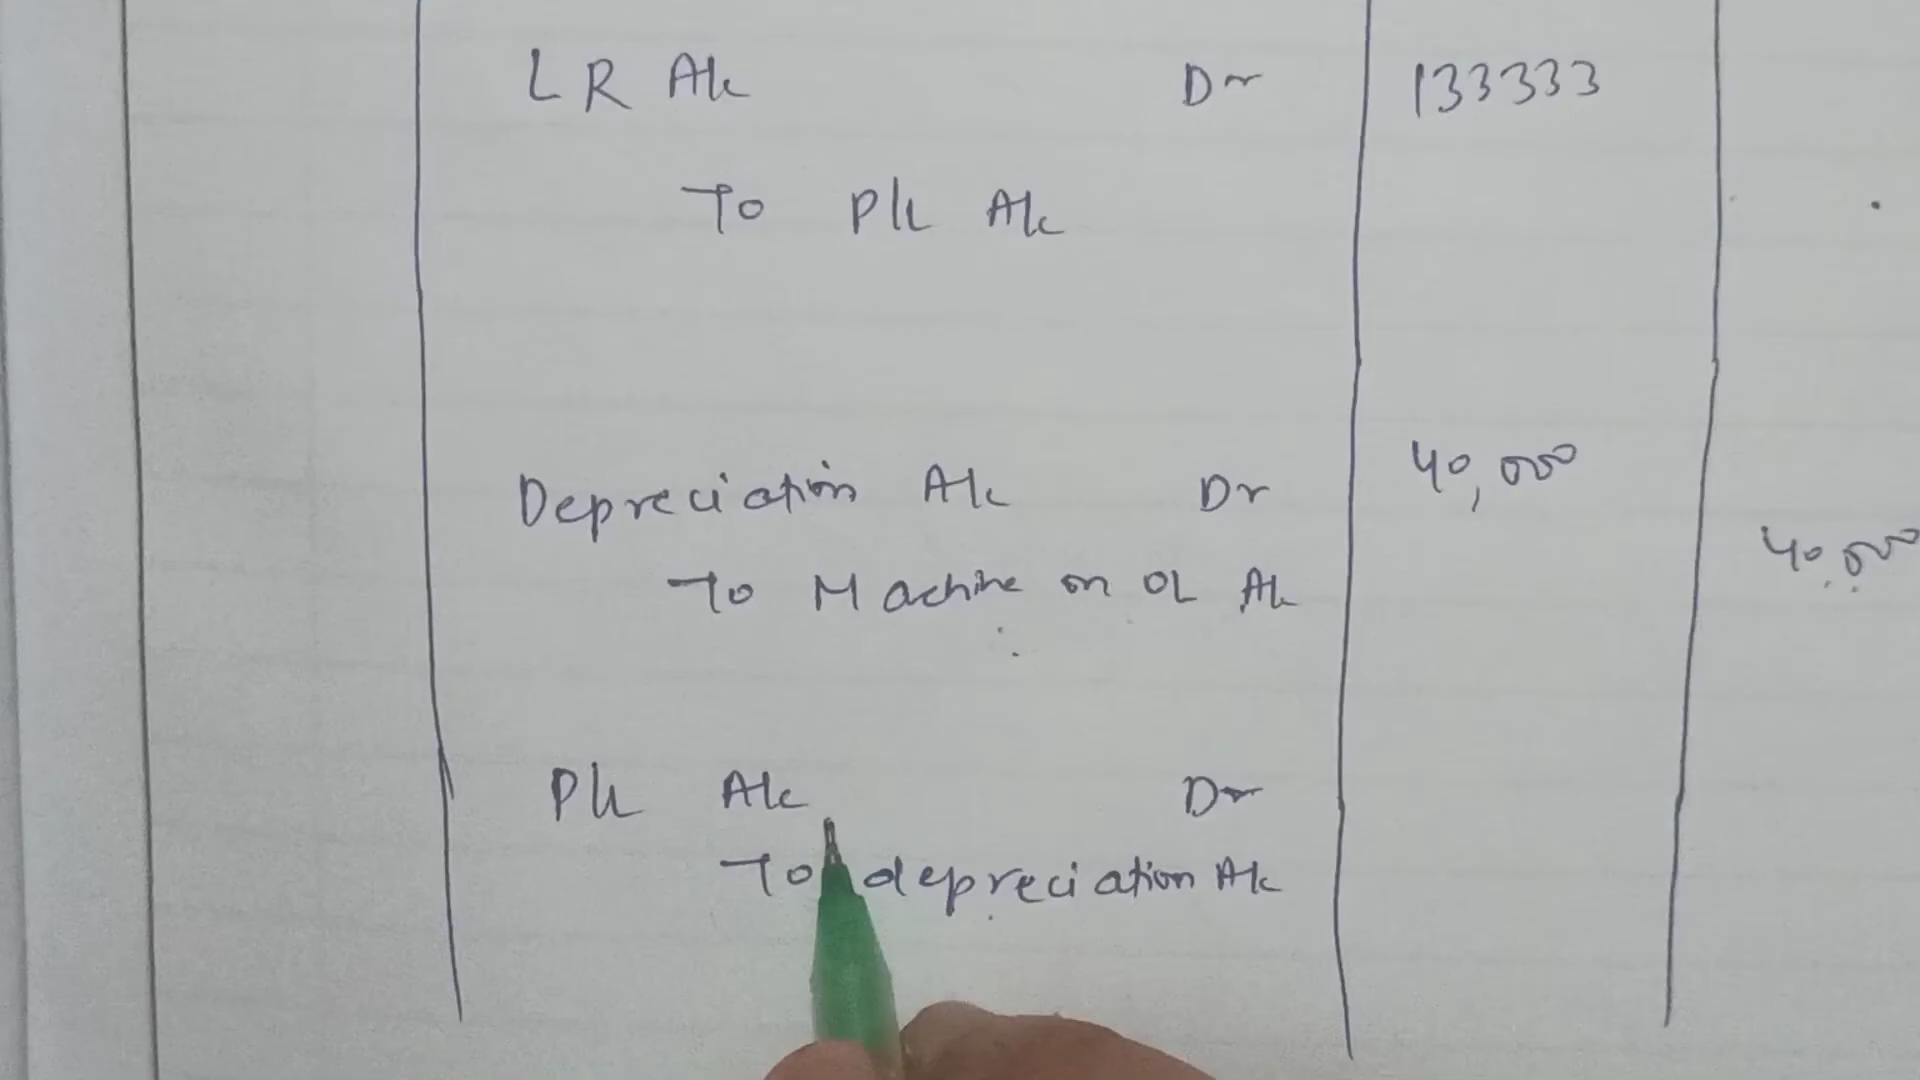 LR A/c Dr 133333
To P/L A/c
Depreciation A/c Dr 40,000
To Machine on OL A/c 40,000
P/L A/c Dr
To depreciation A/c